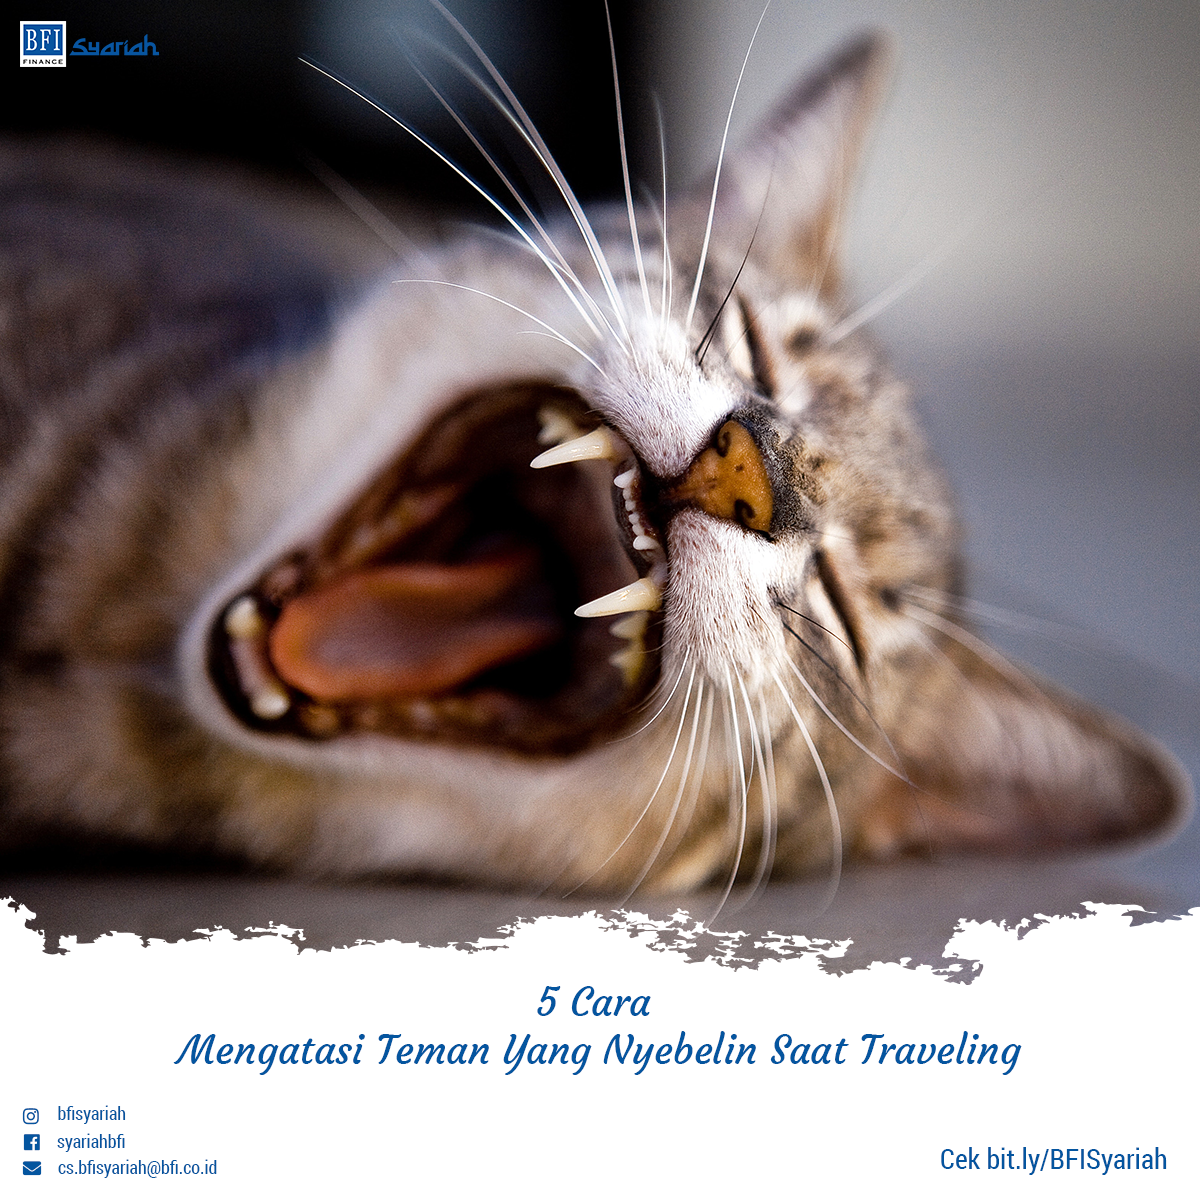 BFI
FINANCE
Syariah
5 Cara
Mengatasi Teman Yang Nyebelin Saat Traveling
bfisyariah
syariahbfi
cs.bfisyariah@bfi.co.id
Cek bit.ly/BFISyariah